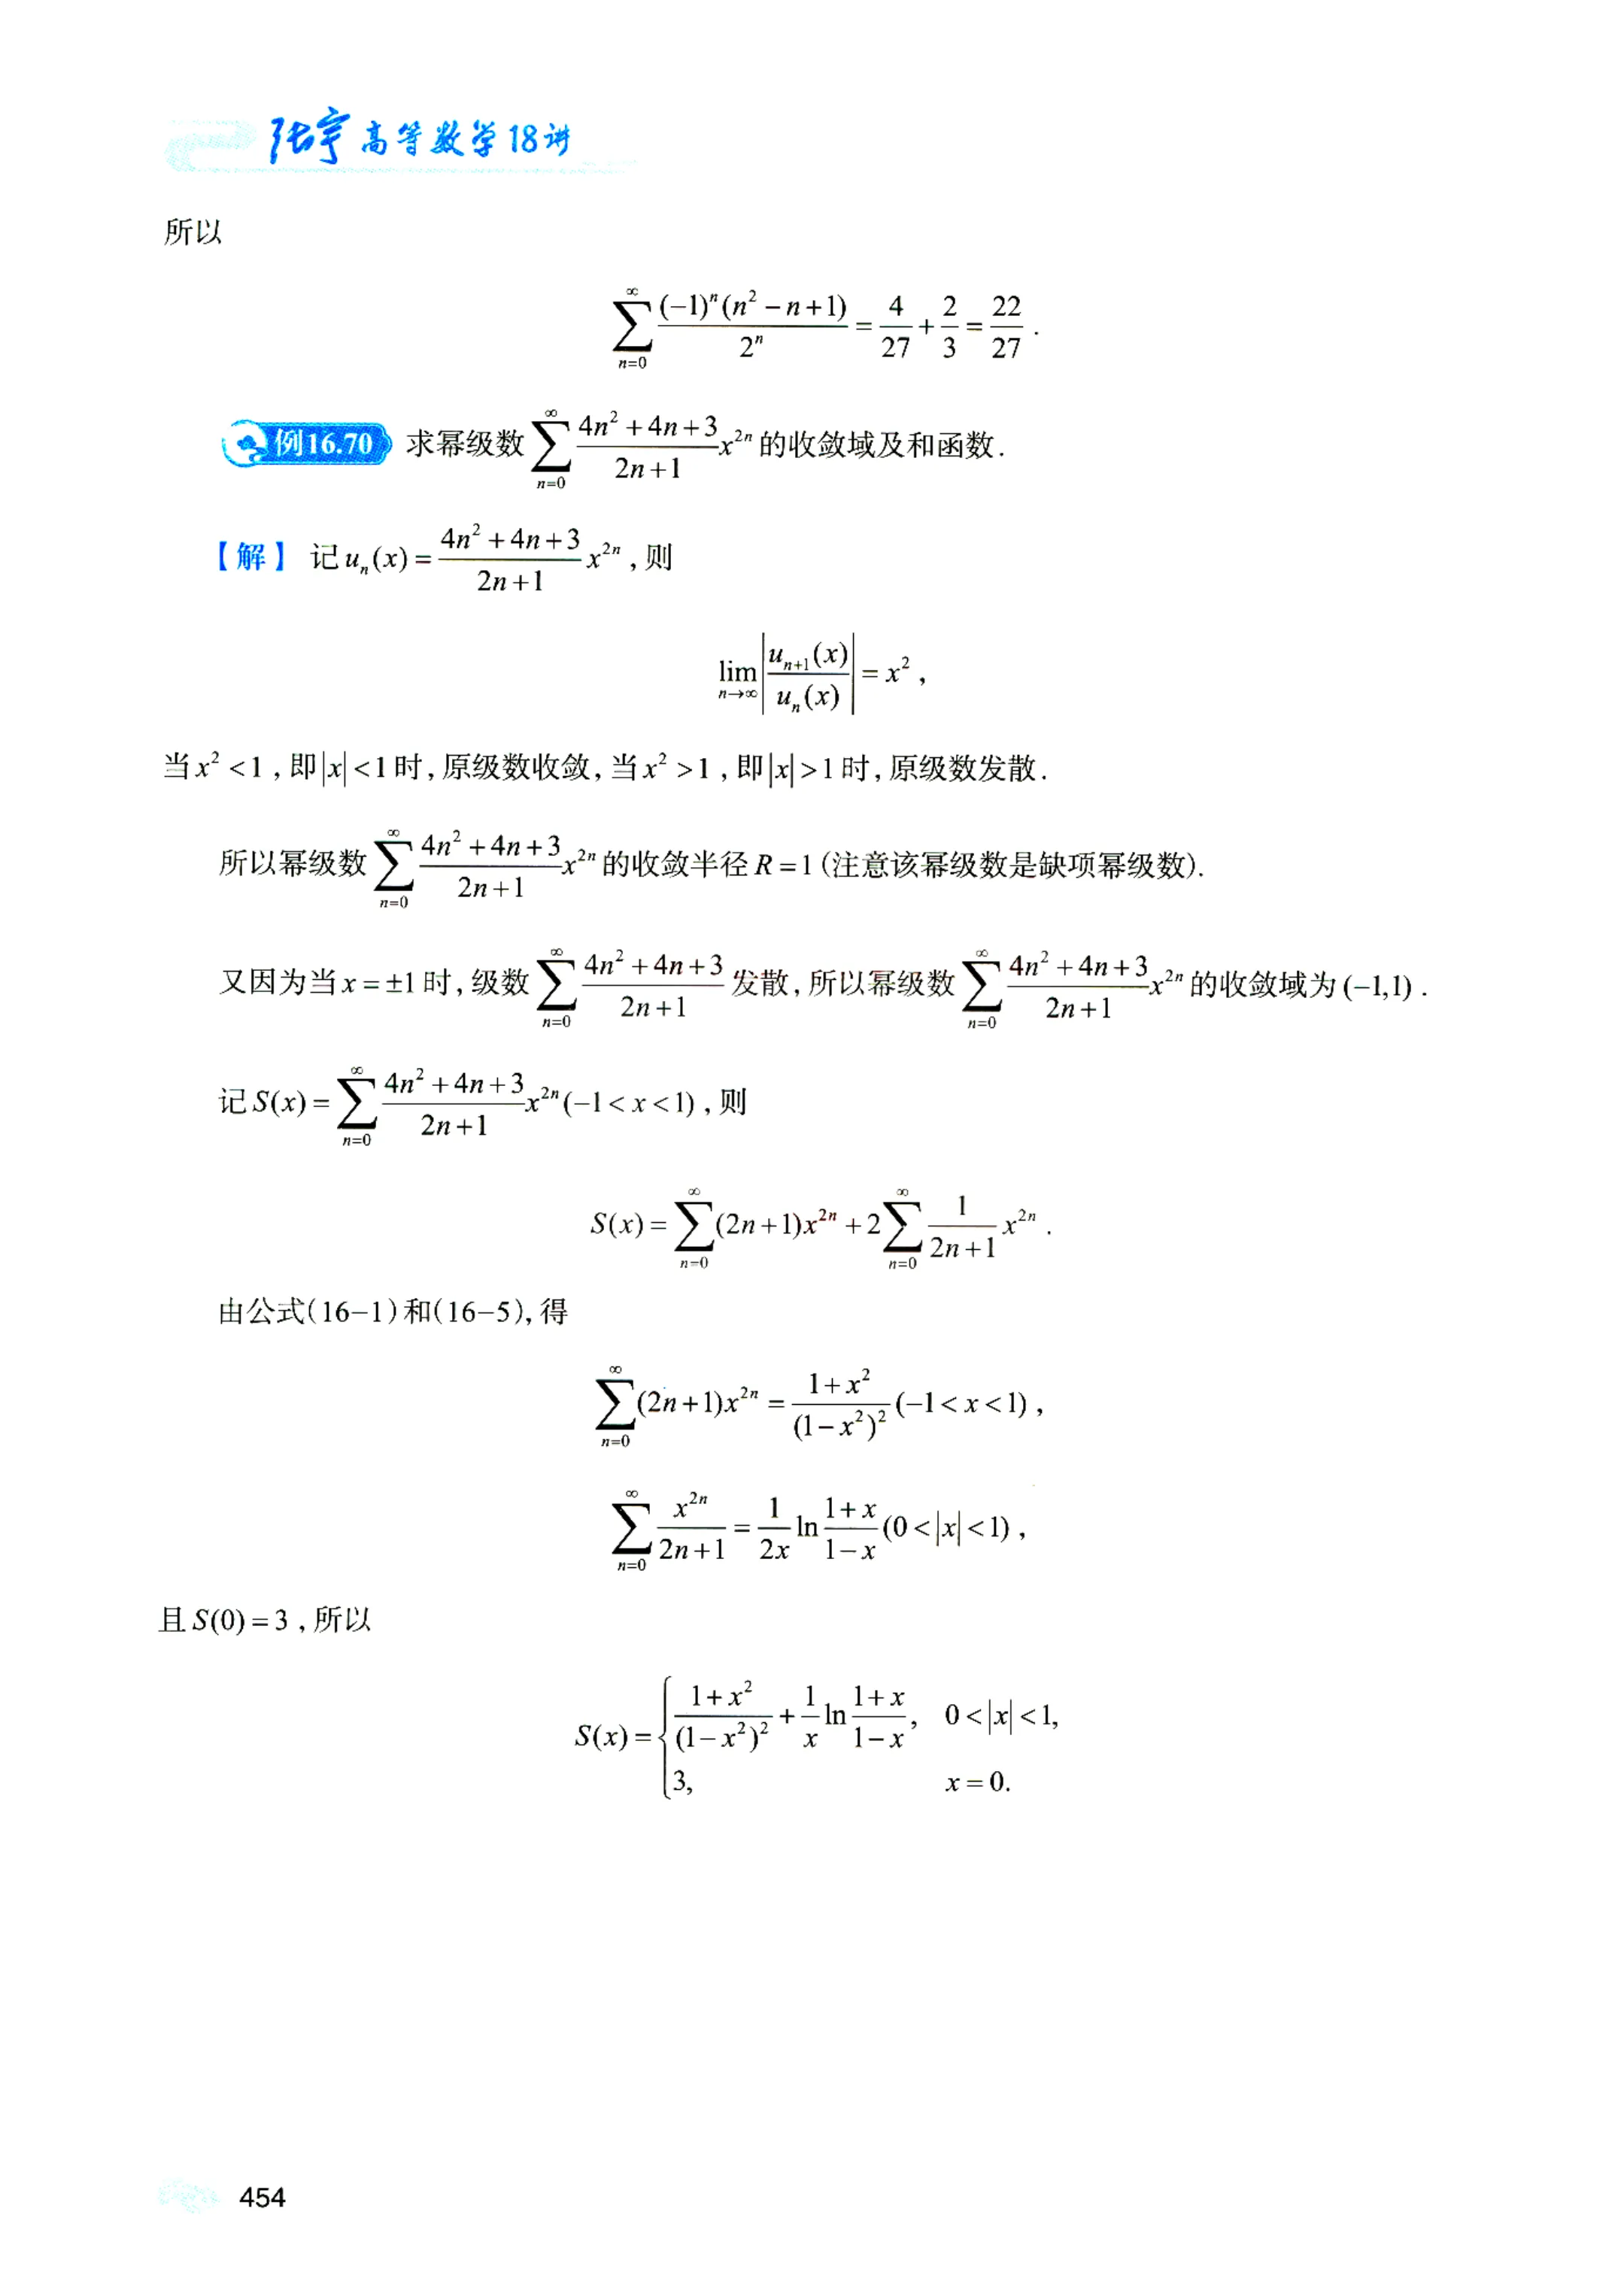 张宇高等数学18讲
所以
$$\sum_{n=0}^{\infty}\frac{(-1)^n(n^2-n+1)}{2^n}=\frac{4}{27}+\frac{2}{3}=\frac{22}{27}.$$
例16.70 求幂级数$\sum_{n=0}^{\infty}\frac{4n^2+4n+3}{2n+1}x^{2n}$的收敛域及和函数.
【解】 记$u_n(x)=\frac{4n^2+4n+3}{2n+1}x^{2n}$,则
$$\lim_{n\to\infty}\left|\frac{u_{n+1}(x)}{u_n(x)}\right|=x^2,$$
当$x^2<1$,即$|x|<1$时,原级数收敛,当$x^2>1$,即$|x|>1$时,原级数发散.
所以幂级数$\sum_{n=0}^{\infty}\frac{4n^2+4n+3}{2n+1}x^{2n}$的收敛半径$R=1$(注意该幂级数是缺项幂级数).
又因为当$x=\pm1$时,级数$\sum_{n=0}^{\infty}\frac{4n^2+4n+3}{2n+1}$发散,所以幂级数$\sum_{n=0}^{\infty}\frac{4n^2+4n+3}{2n+1}x^{2n}$的收敛域为$(-1,1)$.
记$S(x)=\sum_{n=0}^{\infty}\frac{4n^2+4n+3}{2n+1}x^{2n}(-1<x<1)$,则
$$S(x)=\sum_{n=0}^{\infty}(2n+1)x^{2n}+2\sum_{n=0}^{\infty}\frac{1}{2n+1}x^{2n}.$$
由公式(16-1)和(16-5),得
$$\sum_{n=0}^{\infty}(2n+1)x^{2n}=\frac{1+x^2}{(1-x^2)^2}(-1<x<1),$$
$$\sum_{n=0}^{\infty}\frac{x^{2n}}{2n+1}=\frac{1}{2x}\ln\frac{1+x}{1-x}(0<|x|<1),$$
且$S(0)=3$,所以
$$S(x)=\begin{cases}\frac{1+x^2}{(1-x^2)^2}+\frac{1}{x}\ln\frac{1+x}{1-x}, & 0<|x|<1,\\ 3, & x=0.\end{cases}$$
454